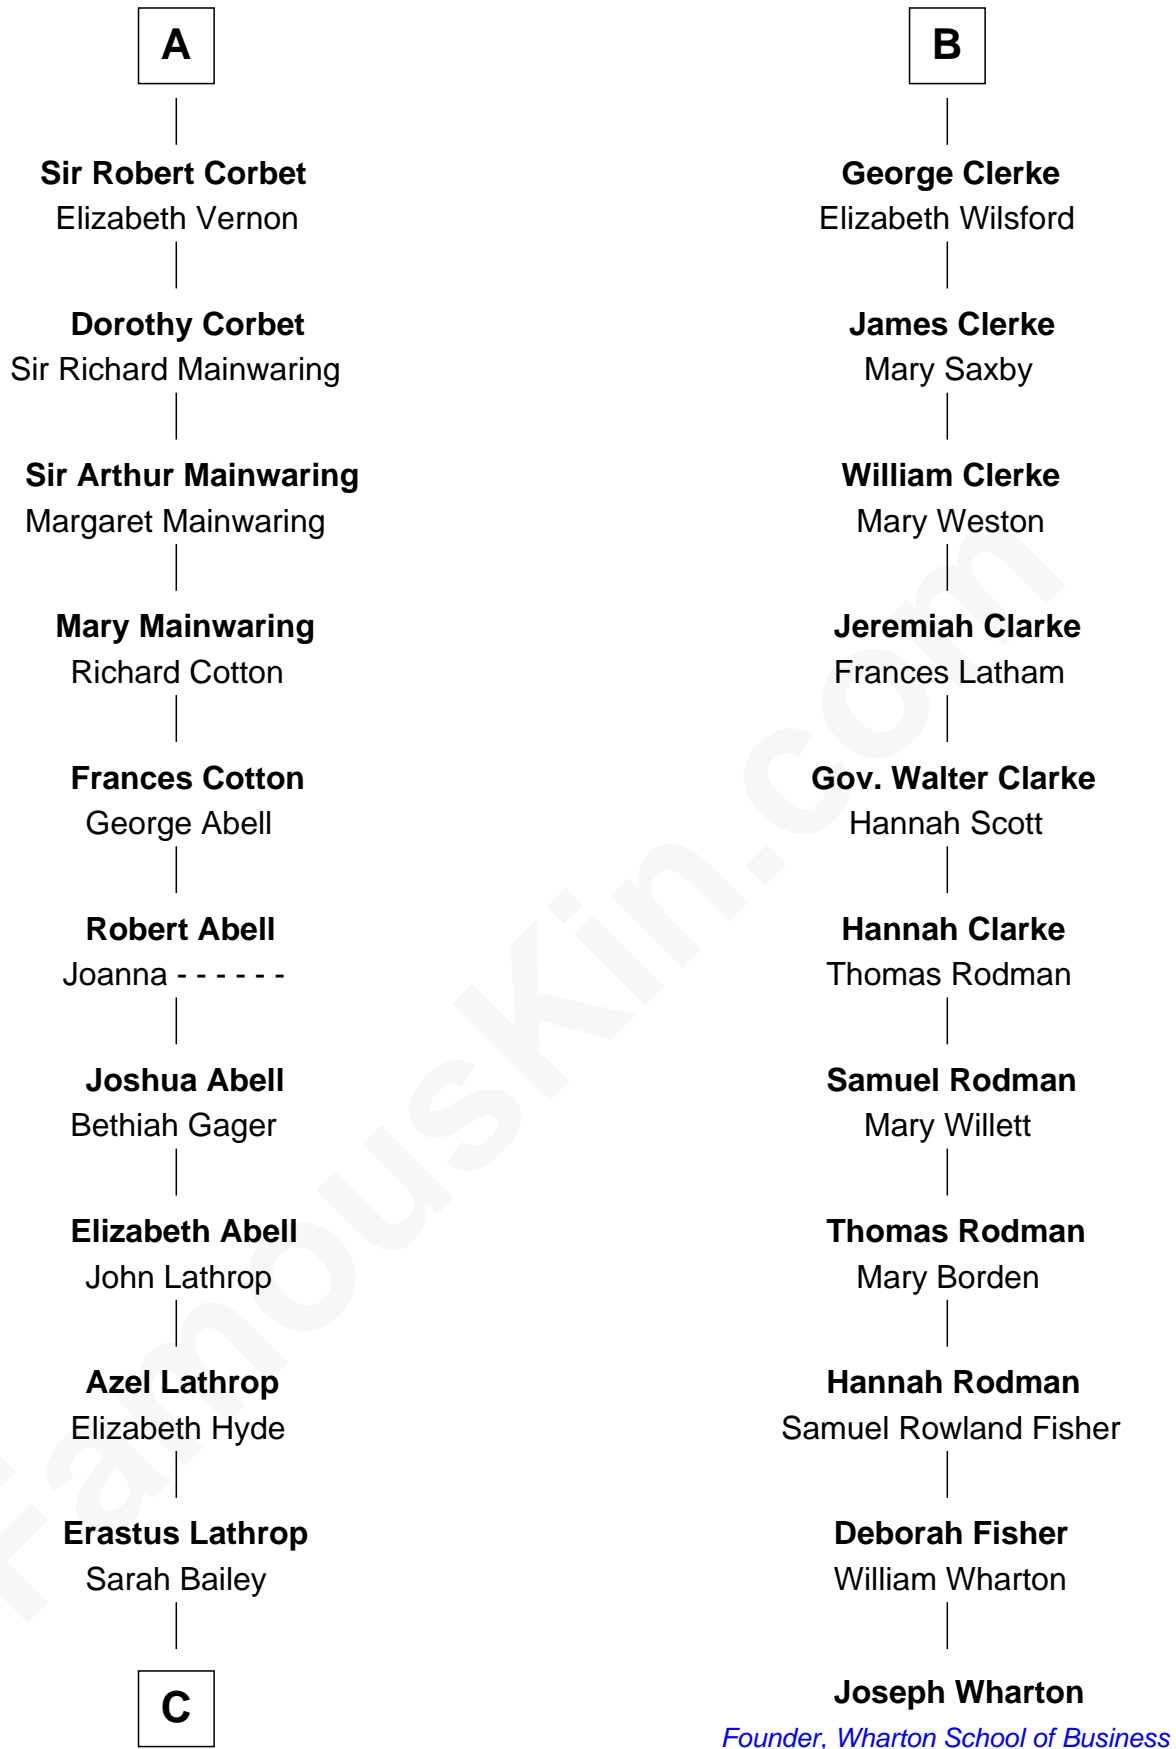 A
Sir Robert Corbet
Elizabeth Vernon
Dorothy Corbet
Sir Richard Mainwaring
Sir Arthur Mainwaring
Margaret Mainwaring
Mary Mainwaring
Richard Cotton
Frances Cotton
George Abell
Robert Abell
Joanna - - - - - -
Joshua Abell
Bethiah Gager
Elizabeth Abell
John Lathrop
Azel Lathrop
Elizabeth Hyde
Erastus Lathrop
Sarah Bailey
C
B
George Clerke
Elizabeth Wilsford
James Clerke
Mary Saxby
William Clerke
Mary Weston
Jeremiah Clarke
Frances Latham
Gov. Walter Clarke
Hannah Scott
Hannah Clarke
Thomas Rodman
Samuel Rodman
Mary Willett
Thomas Rodman
Mary Borden
Hannah Rodman
Samuel Rowland Fisher
Deborah Fisher
William Wharton
Joseph Wharton
Founder, Wharton School of Business
FamousKin.com